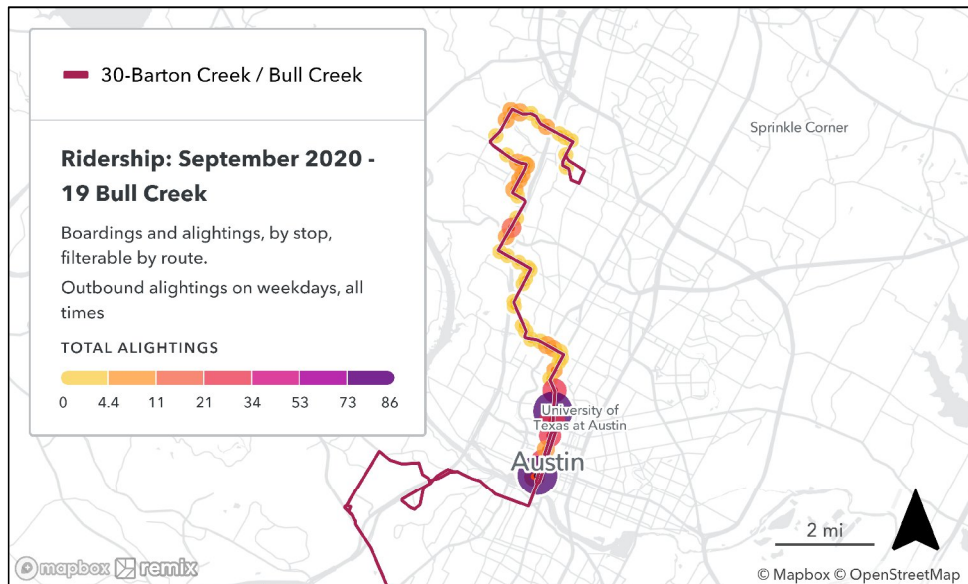 30-Barton Creek / Bull Creek
Ridership: September 2020 -
19 Bull Creek
Boardings and alightings, by stop,
filterable by route.
Outbound alightings on weekdays, all
times
TOTAL ALIGHTINGS
0 4.4 11 21 34 53 73 86
Sprinkle Corner
University of
Texas at Austin
Austin
2 mi
mapbox remix
© Mapbox © OpenStreetMap